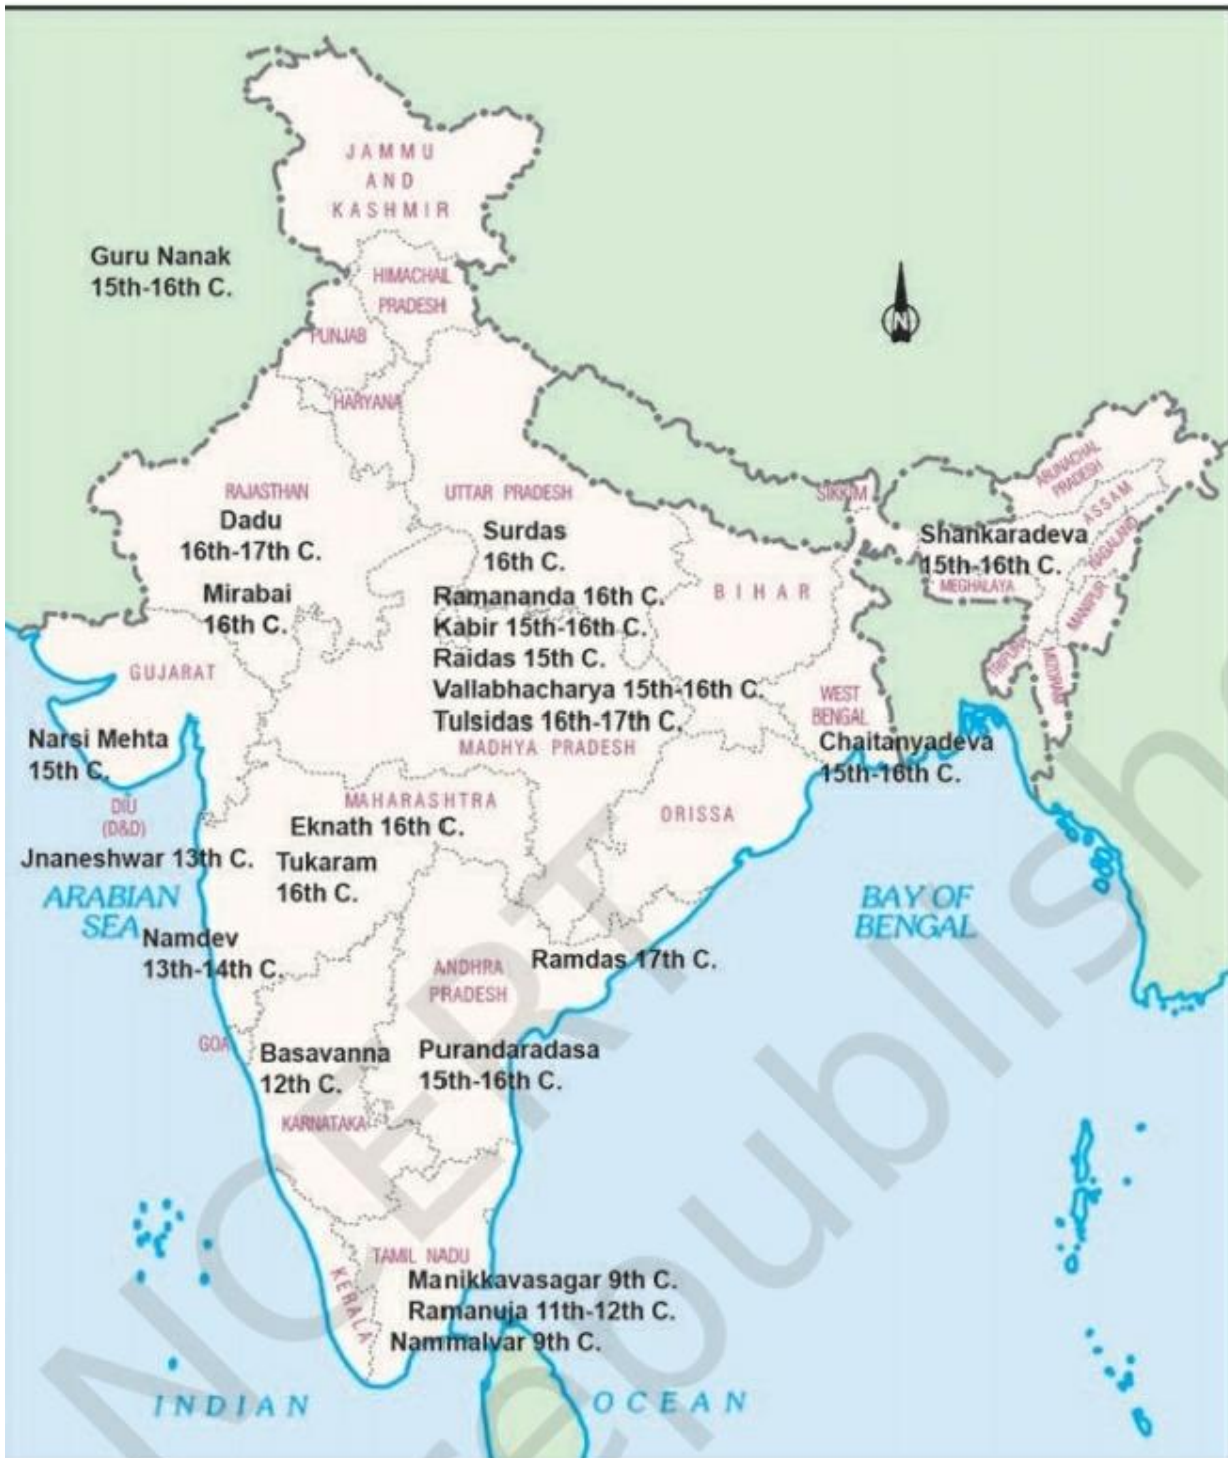 JAMMU
AND
KASHMIR
Guru Nanak
15th-16th C.
HIMACHAL
PRADESH
N
PUNJAB
HARYANA
RAJASTHAN
UTTAR PRADESH
SIKKIM
ARUNACHAL
PRADESH
ASSAM
NAGALAND
Dadu
16th-17th C.
Surdas
16th C.
Shankaradeva
15th-16th C.
MEGHALAYA
MANIPUR
Mirabai
16th C.
Ramananda 16th C.
Kabir 15th-16th C.
Raidas 15th C.
Vallabhacharya 15th-16th C.
Tulsidas 16th-17th C.
BIHAR
TRIPURA
MIZORAM
GUJARAT
WEST
BENGAL
Narsi Mehta
15th C.
MADHYA PRADESH
Chaitanyadeva
15th-16th C.
DIU
(D&D)
MAHARASHTRA
Eknath 16th C.
ORISSA
Jnaneshwar 13th C.
Tukaram
16th C.
ARABIAN
SEA
BAY OF
BENGAL
Namdev
13th-14th C.
ANDHRA
PRADESH
Ramdas 17th C.
GOA
Basavanna
12th C.
Purandaradasa
15th-16th C.
KARNATAKA
TAMIL NADU
KERALA
Manikkavasagar 9th C.
Ramanuja 11th-12th C.
Nammalvar 9th C.
INDIAN OCEAN
NCERT
republish